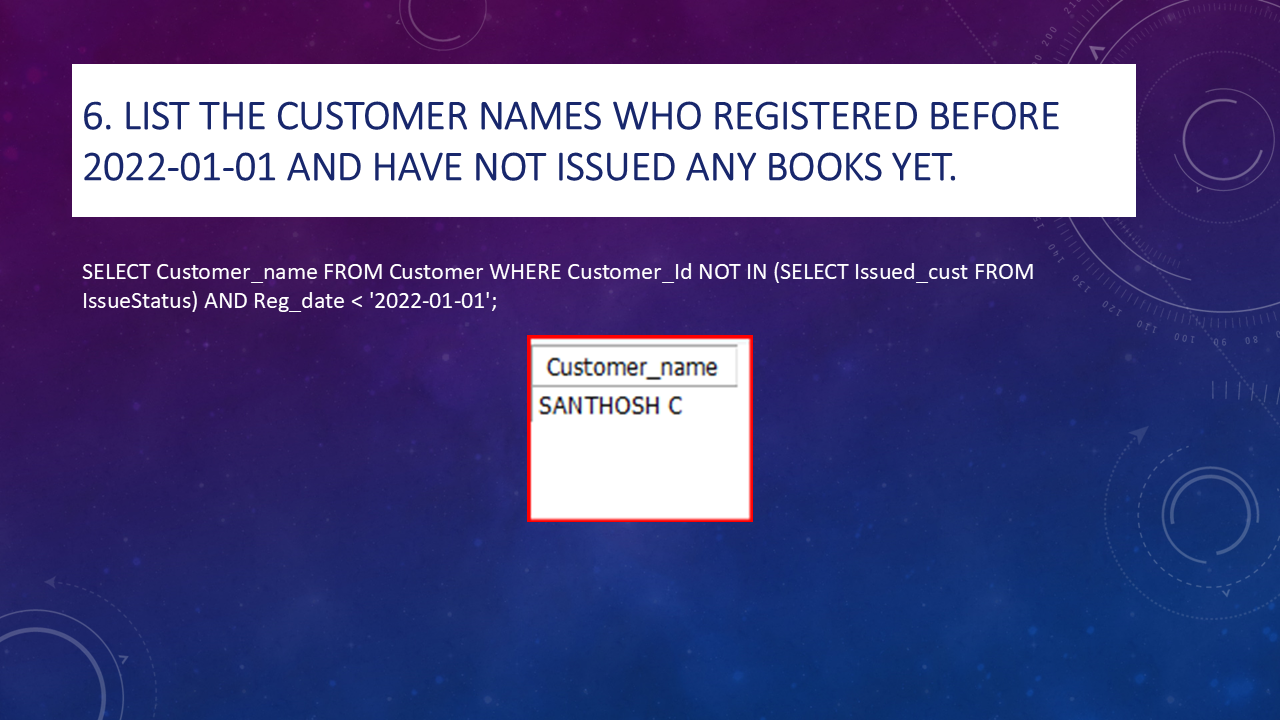 6. LIST THE CUSTOMER NAMES WHO REGISTERED BEFORE
2022-01-01 AND HAVE NOT ISSUED ANY BOOKS YET.
SELECT Customer_name FROM Customer WHERE Customer_Id NOT IN (SELECT Issued_cust FROM
IssueStatus) AND Reg_date < '2022-01-01';
Customer_name
SANTHOSH C